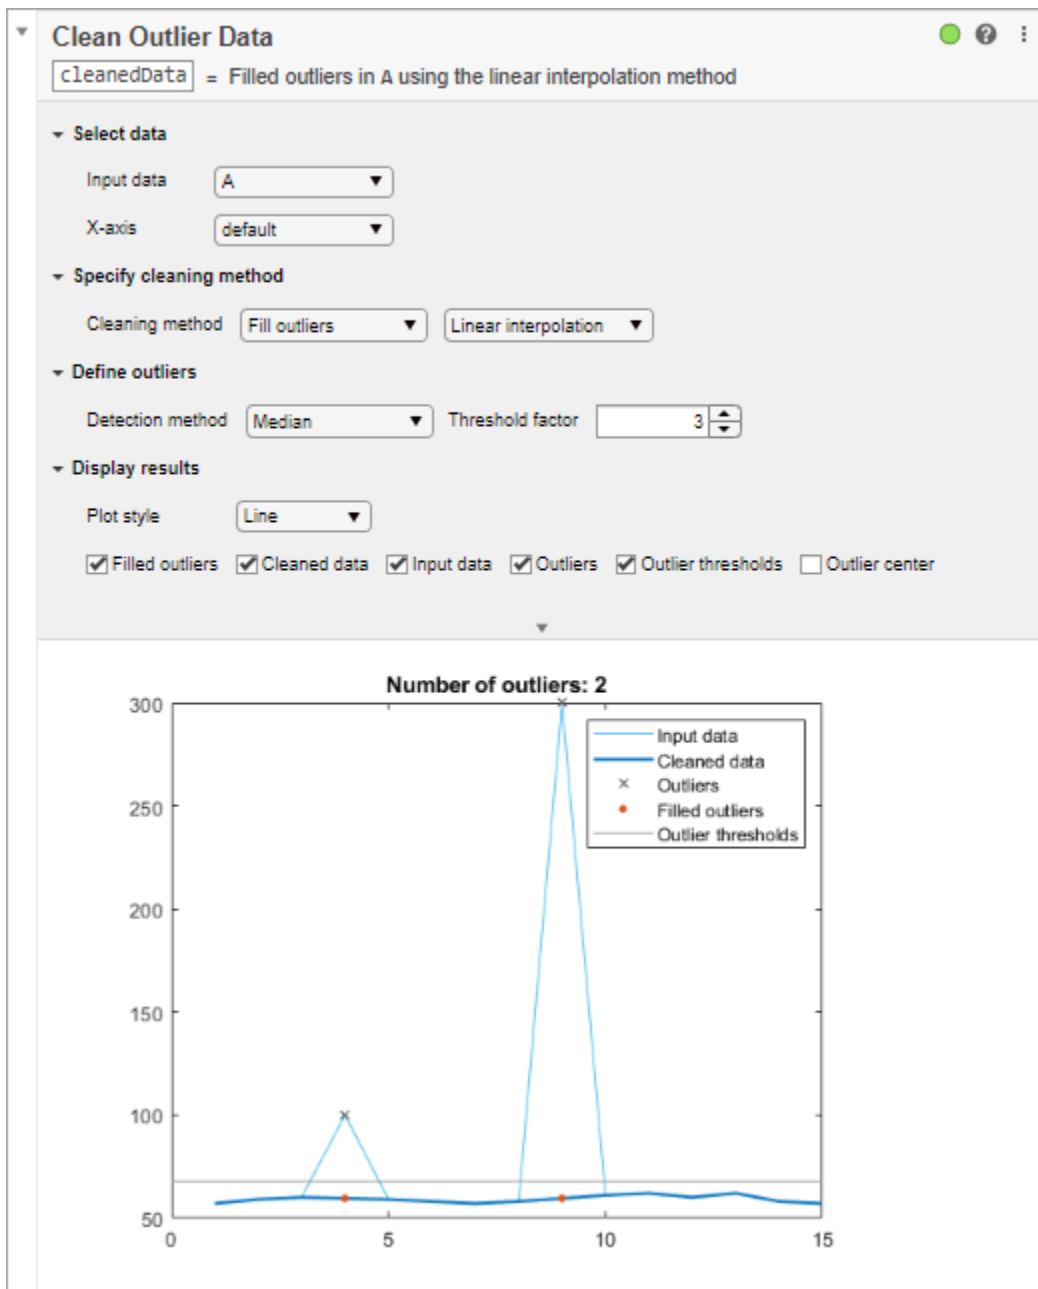 Clean Outlier Data
cleanedData = Filled outliers in A using the linear interpolation method
Select data
Input data A
X-axis default
Specify cleaning method
Cleaning method Fill outliers Linear interpolation
Define outliers
Detection method Median Threshold factor 3
Display results
Plot style Line
Filled outliers Cleaned data Input data Outliers Outlier thresholds Outlier center
Number of outliers: 2
300
250
200
150
100
50
0 5 10 15
Input data
Cleaned data
Outliers
Filled outliers
Outlier thresholds